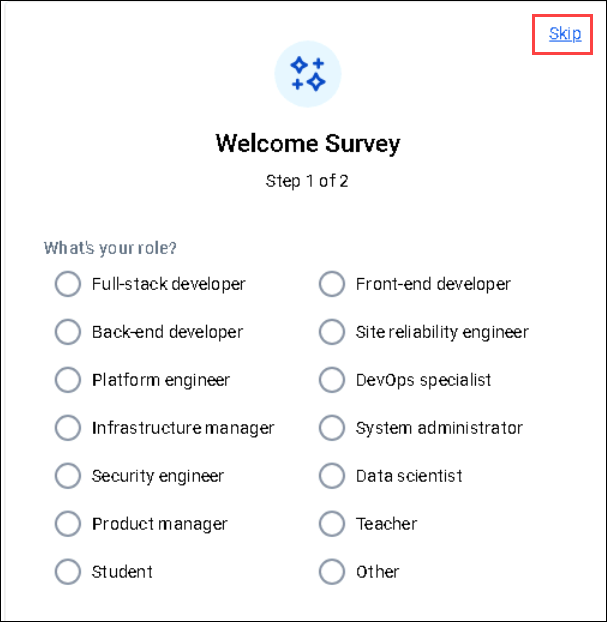 Skip
Welcome Survey
Step 1 of 2
What's your role?
Full-stack developer
Front-end developer
Back-end developer
Site reliability engineer
Platform engineer
DevOps specialist
Infrastructure manager
System administrator
Security engineer
Data scientist
Product manager
Teacher
Student
Other